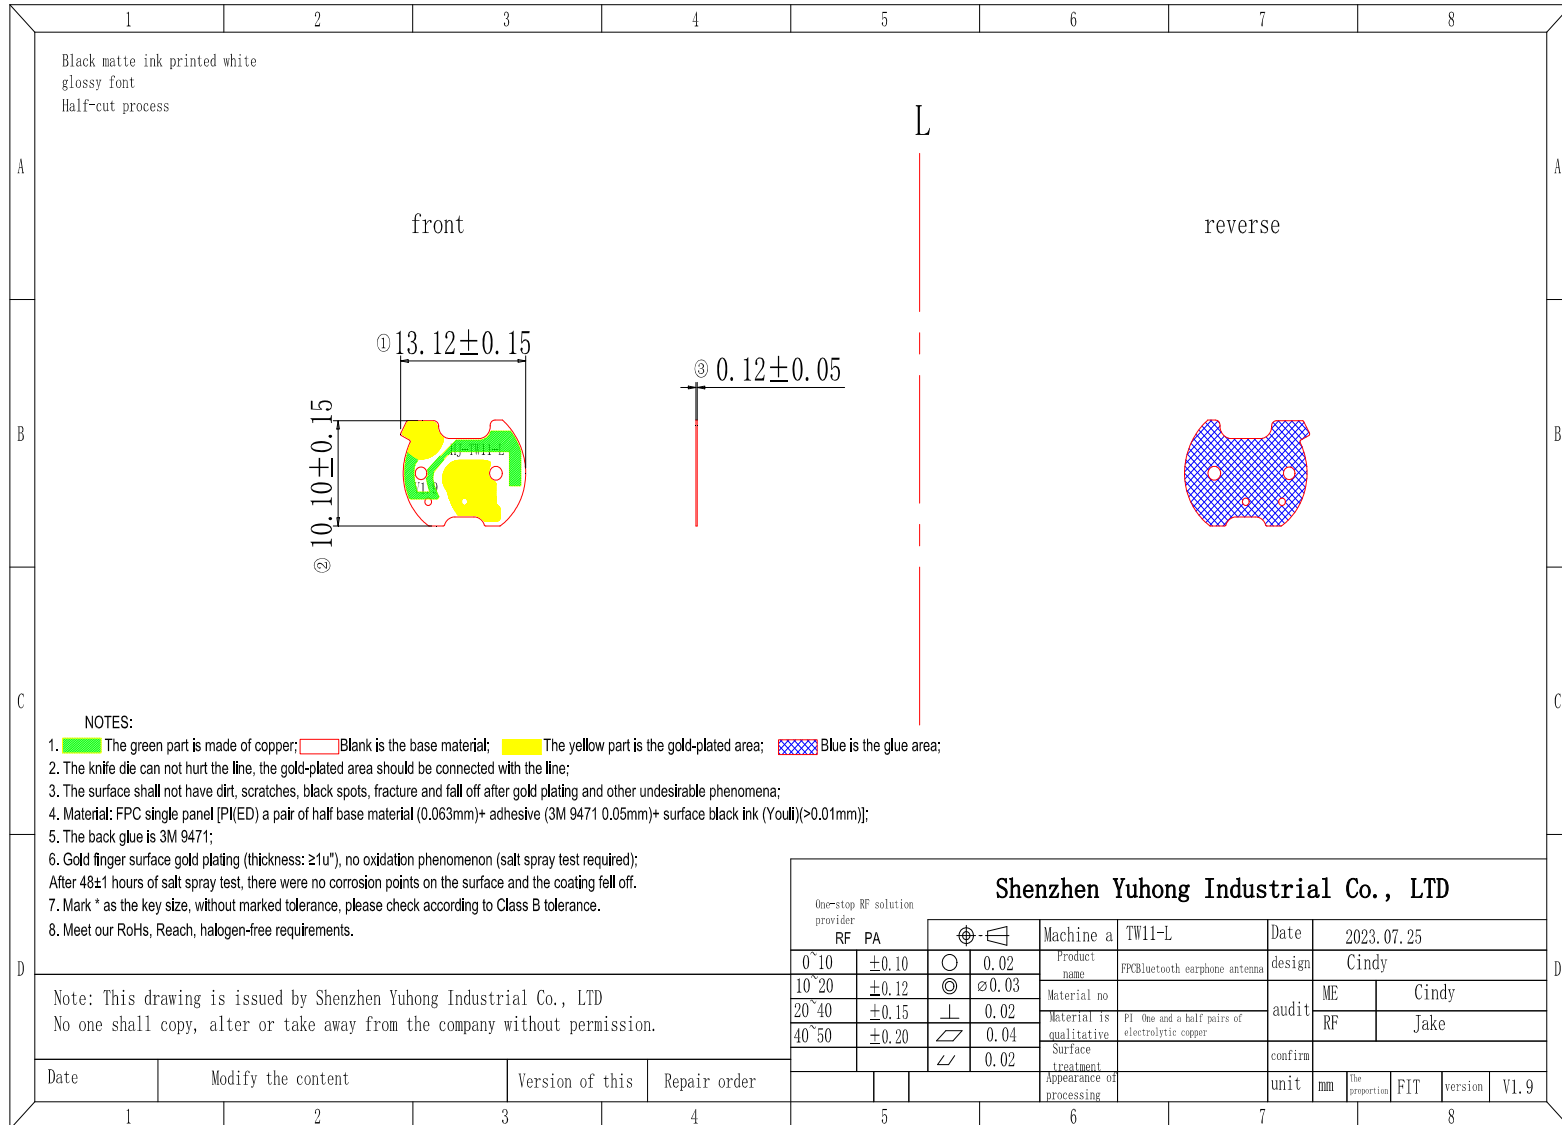 1 2 3 4 5 6 7 8
Black matte ink printed white
glossy font
Half-cut process
L
A A
front reverse
①13.12±0.15
③ 0.12±0.05
② 10.10±0.15
B B
HJ-TW11-L
V1.9
C C
NOTES:
1. The green part is made of copper; Blank is the base material; The yellow part is the gold-plated area; Blue is the glue area;
2. The knife die can not hurt the line, the gold-plated area should be connected with the line;
3. The surface shall not have dirt, scratches, black spots, fracture and fall off after gold plating and other undesirable phenomena;
4. Material: FPC single panel [PI(ED) a pair of half base material (0.063mm)+ adhesive (3M 9471 0.05mm)+ surface black ink (Youli)(>0.01mm)];
5. The back glue is 3M 9471;
6. Gold finger surface gold plating (thickness: ≥1u"), no oxidation phenomenon (salt spray test required);
After 48±1 hours of salt spray test, there were no corrosion points on the surface and the coating fell off.
7. Mark * as the key size, without marked tolerance, please check according to Class B tolerance.
8. Meet our RoHs, Reach, halogen-free requirements.
D D
Note: This drawing is issued by Shenzhen Yuhong Industrial Co., LTD
No one shall copy, alter or take away from the company without permission.
Date Modify the content Version of this Repair order
Shenzhen Yuhong Industrial Co., LTD
One-stop RF solution
provider
RF PA
0~10 ±0.10 0.02
10~20 ±0.12 ⌀0.03
20~40 ±0.15 0.02
40~50 ±0.20 0.04
0.02
Machine a TW11-L Date 2023.07.25
Product
name
FPCBluetooth earphone antenna design Cindy
Material no audit ME Cindy
Material is
qualitative
PI One and a half pairs of
electrolytic copper
RF Jake
Surface
treatment
confirm
Appearance of
processing
unit mm The
proportion
FIT version V1.9
1 2 3 4 5 6 7 8